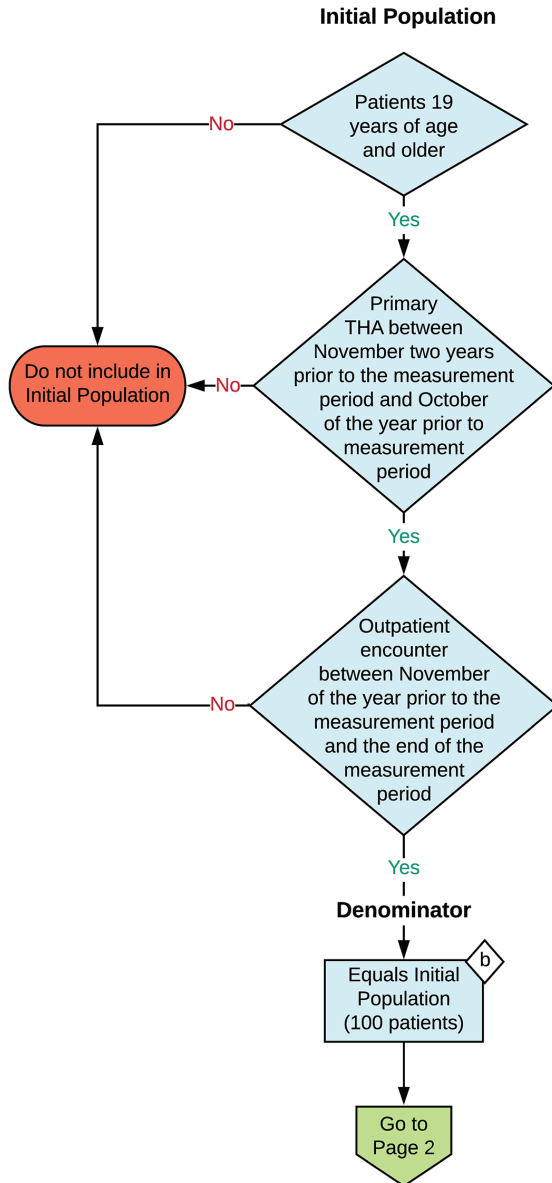 Initial Population
Patients 19
years of age
and older
No
Yes
Primary
THA between
November two years
prior to the measurement
period and October
of the year prior to
measurement
period
Do not include in
Initial Population
No
Yes
Outpatient
encounter
between November
of the year prior to the
measurement period
and the end of the
measurement
period
No
Yes
Denominator
b
Equals Initial
Population
(100 patients)
Go to
Page 2